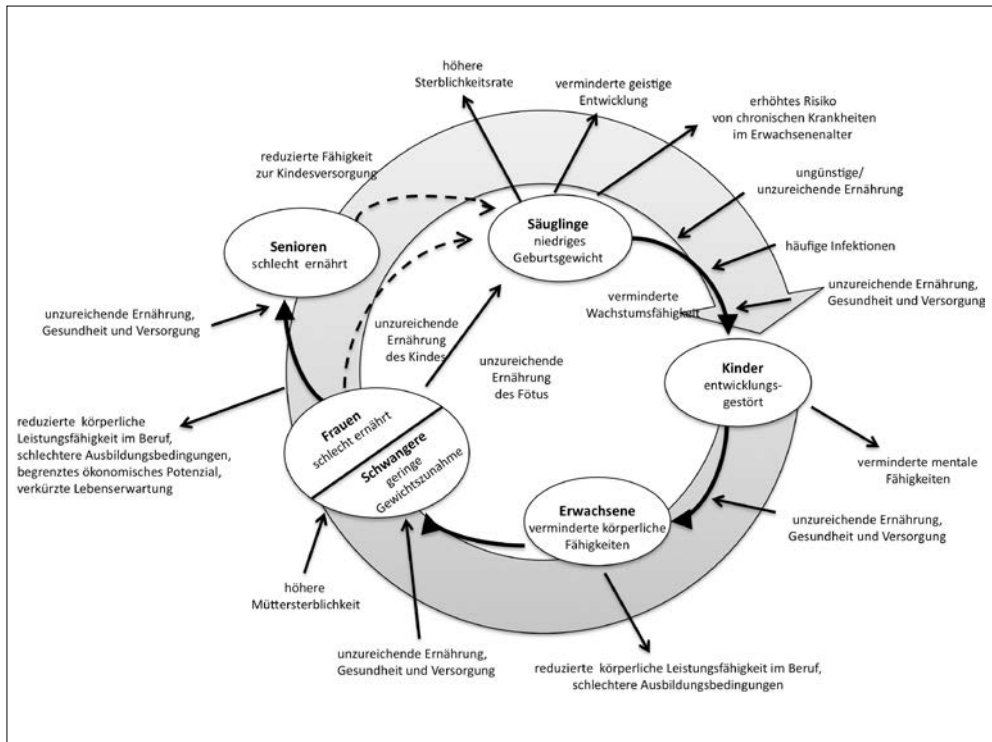 höhere
Sterblichkeitsrate
verminderte geistige
Entwicklung
erhöhtes Risiko
von chronischen Krankheiten
im Erwachsenenalter
reduzierte Fähigkeit
zur Kindesversorgung
ungünstige/
unzureichende Ernährung
Säuglinge
niedriges
Geburtsgewicht
Senioren
schlecht ernährt
häufige Infektionen
unzureichende Ernährung,
Gesundheit und Versorgung
verminderte
Wachstumsfähigkeit
unzureichende Ernährung,
Gesundheit und Versorgung
unzureichende
Ernährung
des Kindes
unzureichende
Ernährung
des Fötus
Kinder
entwicklungs-
gestört
Frauen
schlecht ernährt
Schwangere
geringe
Gewichtszunahme
reduzierte körperliche
Leistungsfähigkeit im Beruf,
schlechtere Ausbildungsbedingungen,
begrenztes ökonomisches Potenzial,
verkürzte Lebenserwartung
verminderte mentale
Fähigkeiten
Erwachsene
verminderte körperliche
Fähigkeiten
unzureichende Ernährung,
Gesundheit und Versorgung
höhere
Müttersterblichkeit
unzureichende Ernährung,
Gesundheit und Versorgung
reduzierte körperliche Leistungsfähigkeit im Beruf,
schlechtere Ausbildungsbedingungen